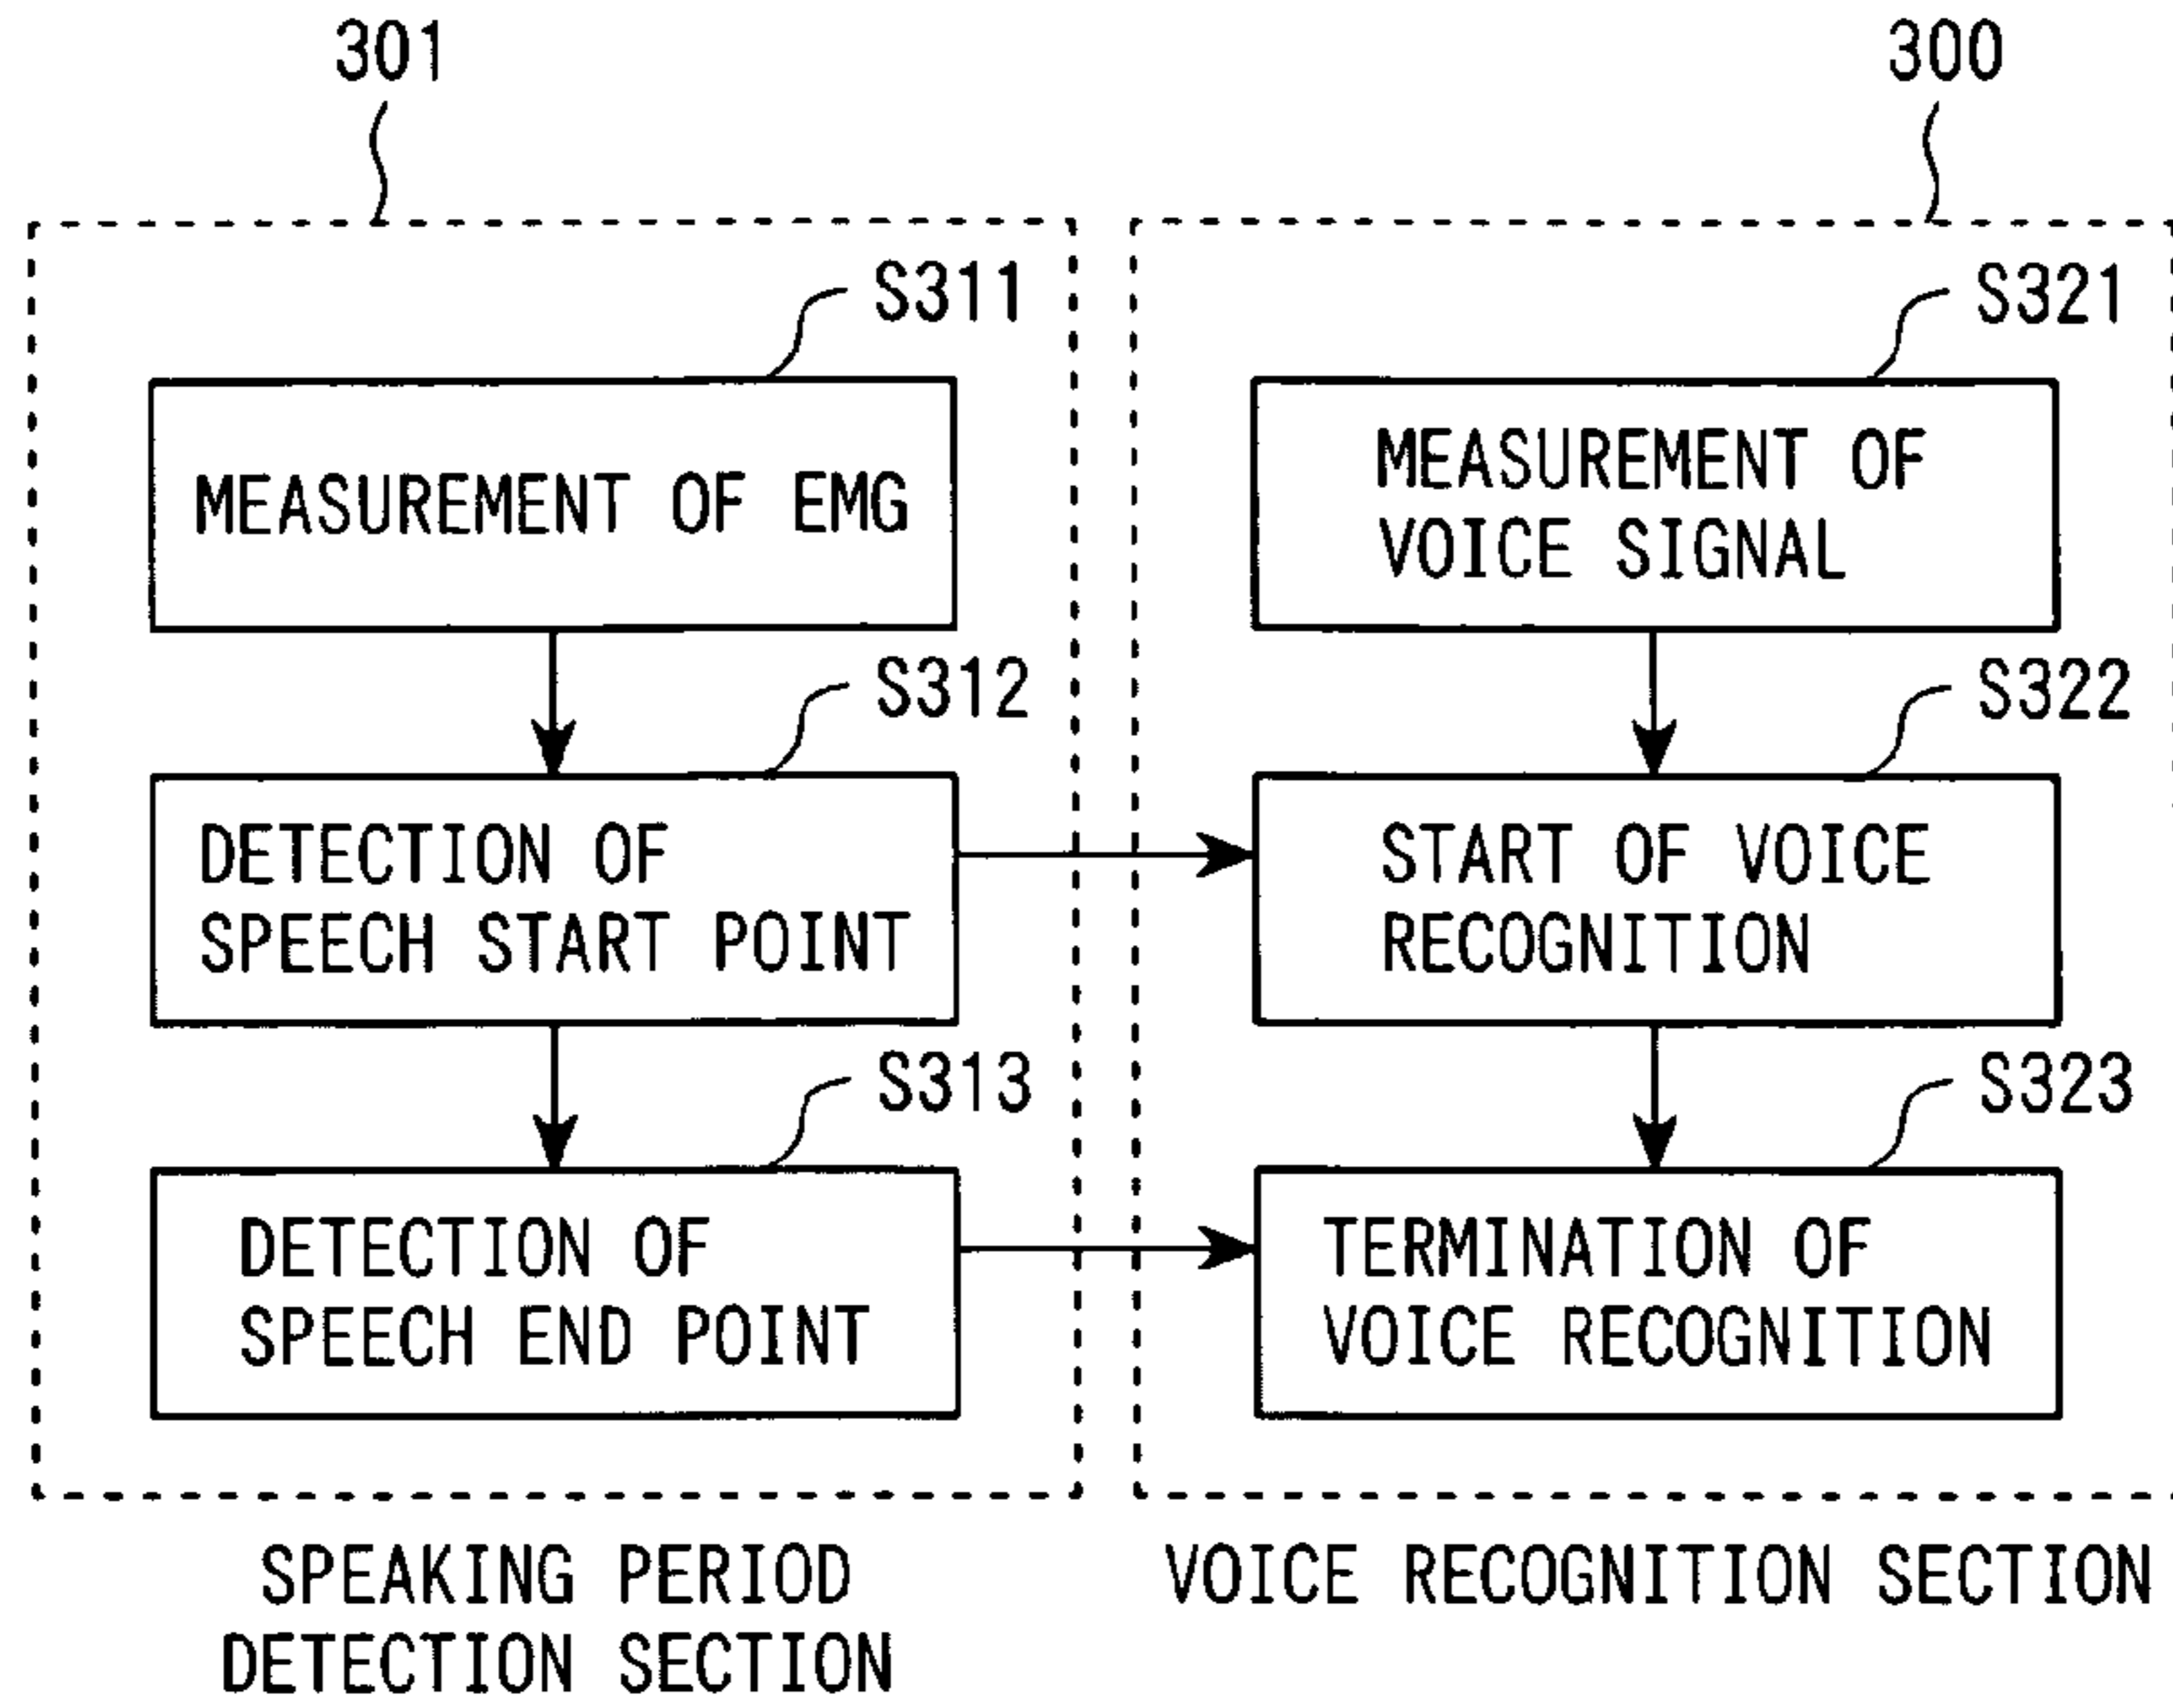 301
300
S311
MEASUREMENT OF EMG
S312
DETECTION OF
SPEECH START POINT
S313
DETECTION OF
SPEECH END POINT
SPEAKING PERIOD
DETECTION SECTION
S321
MEASUREMENT OF
VOICE SIGNAL
S322
START OF VOICE
RECOGNITION
S323
TERMINATION OF
VOICE RECOGNITION
VOICE RECOGNITION SECTION